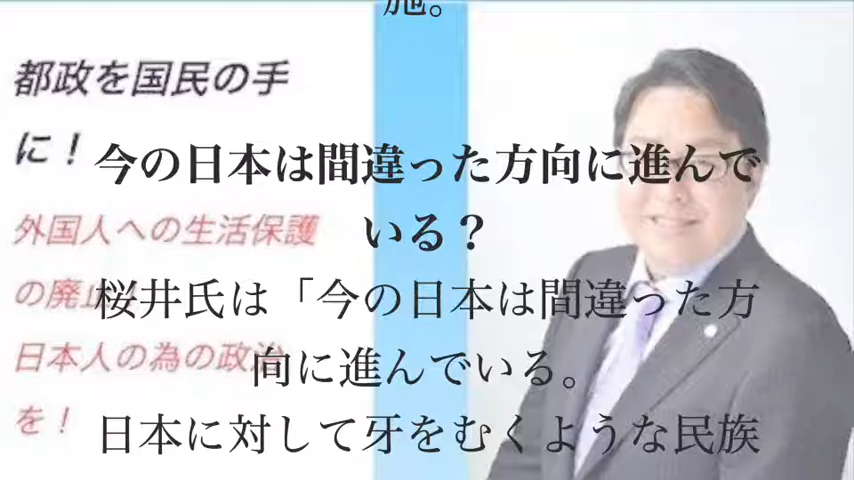 施。
都政を国民の手
に！
今の日本は間違った方向に進んで
いる？
外国人への生活保護
の廃止
桜井氏は「今の日本は間違った方
日本人の為の政治
向に進んでいる。
を！
日本に対して牙をむくような民族